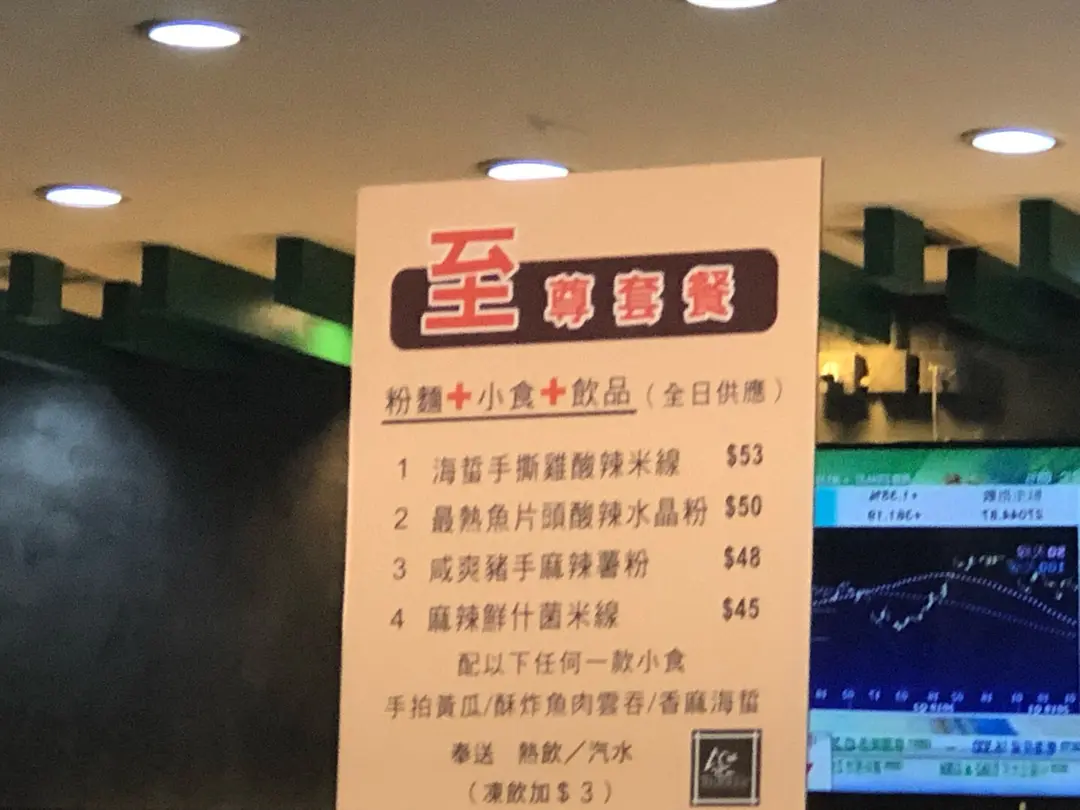 至尊套餐
粉麵+小食+飲品（全日供應）
1 海蜇手撕雞酸辣米線 $53
2 最熱魚片頭酸辣水晶粉 $50
3 咸爽豬手麻辣薯粉 $48
4 麻辣鮮什菌米線 $45
配以下任何一款小食
手拍黃瓜/酥炸魚肉雲吞/香麻海蜇
奉送 熱飲／汽水
（凍飲加$3）